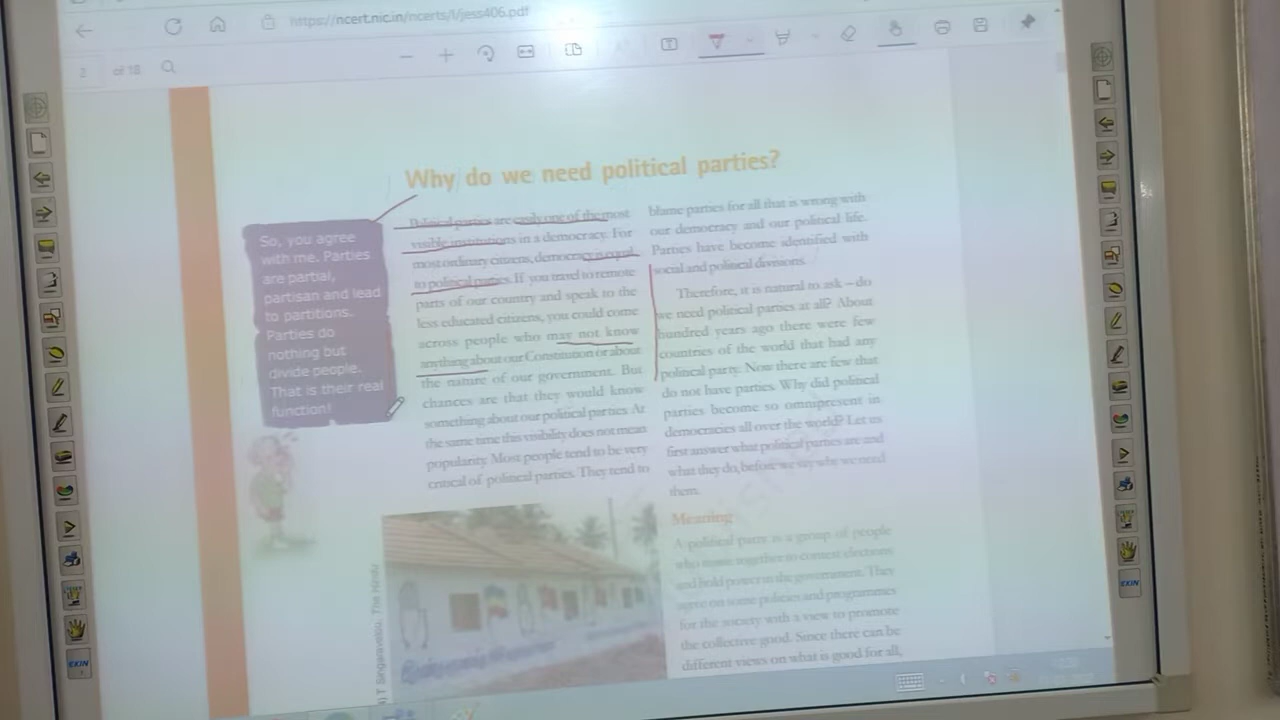 https://ncert.nic.in/ncerts/l/jess406.pdf
2 of 18
Why do we need political parties?
So, you agree
with me. Parties
are partial,
partisan and lead
to partitions.
Parties do
nothing but
divide people.
That is their real
function!
Political parties are easily one of the most
visible institutions in a democracy. For
most ordinary citizens, democracy is equal
to political parties. If you travel to remote
parts of our country and speak to the
less educated citizens, you could come
across people who may not know
anything about our Constitution or about
the nature of our government. But
chances are that they would know
something about our political parties. At
the same time this visibility does not mean
popularity. Most people tend to be very
critical of political parties. They tend to
blame parties for all that is wrong with
our democracy and our political life.
Parties have become identified with
social and political divisions.
Therefore, it is natural to ask – do
we need political parties at all? About
hundred years ago there were few
countries of the world that had any
political party. Now there are few that
do not have parties. Why did political
parties become so omnipresent in
democracies all over the world? Let us
first answer what political parties are and
what they do, before we say why we need
them.
Meaning
A political party is a group of people
who come together to contest elections
and hold power in the government. They
agree on some policies and programmes
for the society with a view to promote
the collective good. Since there can be
different views on what is good for all,
T Singaravelou, The Hindu
EXIN
EXIN